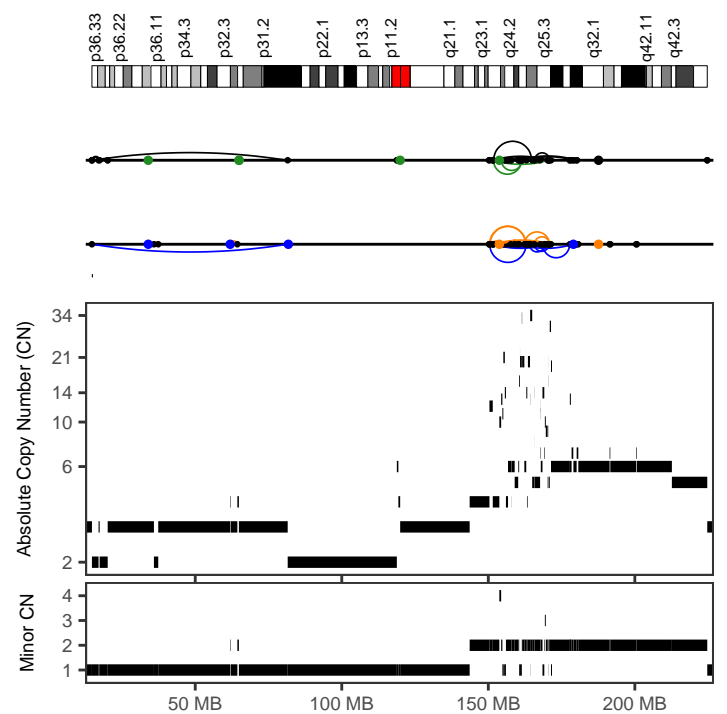 p36.33 p36.22 p36.11 p34.3 p32.3 p31.2 p22.1 p13.3 p11.2 q21.1 q23.1 q24.2 q25.3 q32.1 q42.11 q42.3
Absolute Copy Number (CN)
34
21
14
10
6
2
Minor CN
4
3
2
1
50 MB 100 MB 150 MB 200 MB